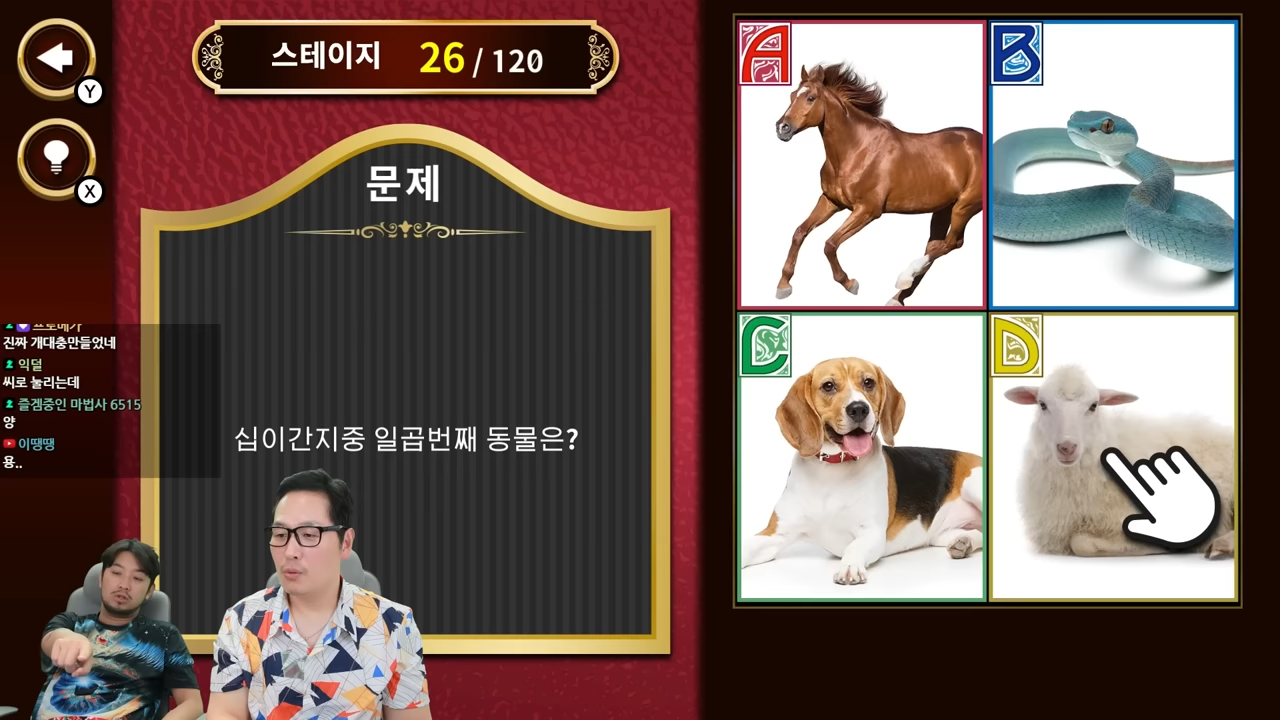 스테이지 26 / 120
Y
X
문제
십이간지중 일곱번째 동물은?
A
B
C
D
진짜 개대충만들었네
익덜
씨로 눌리는데
즐겜중인 마법사 6515
양
이땡땡
용..